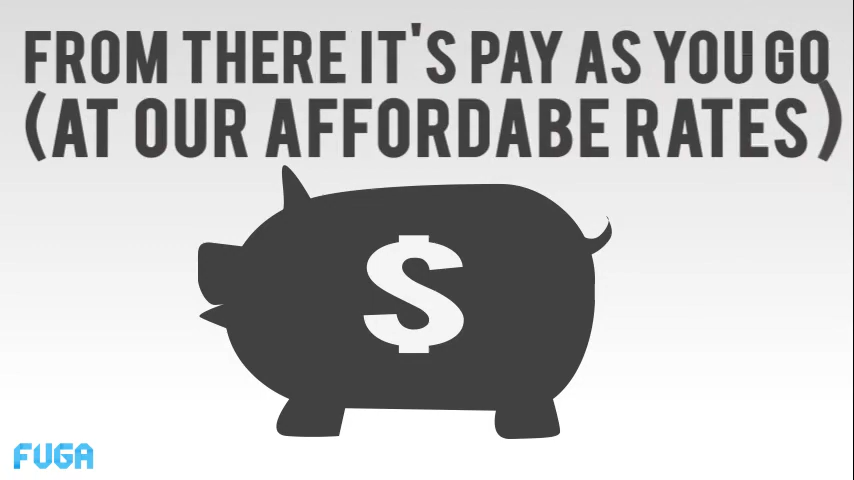 FROM THERE IT'S PAY AS YOU GO
(AT OUR AFFORDABE RATES)
$
FUGA